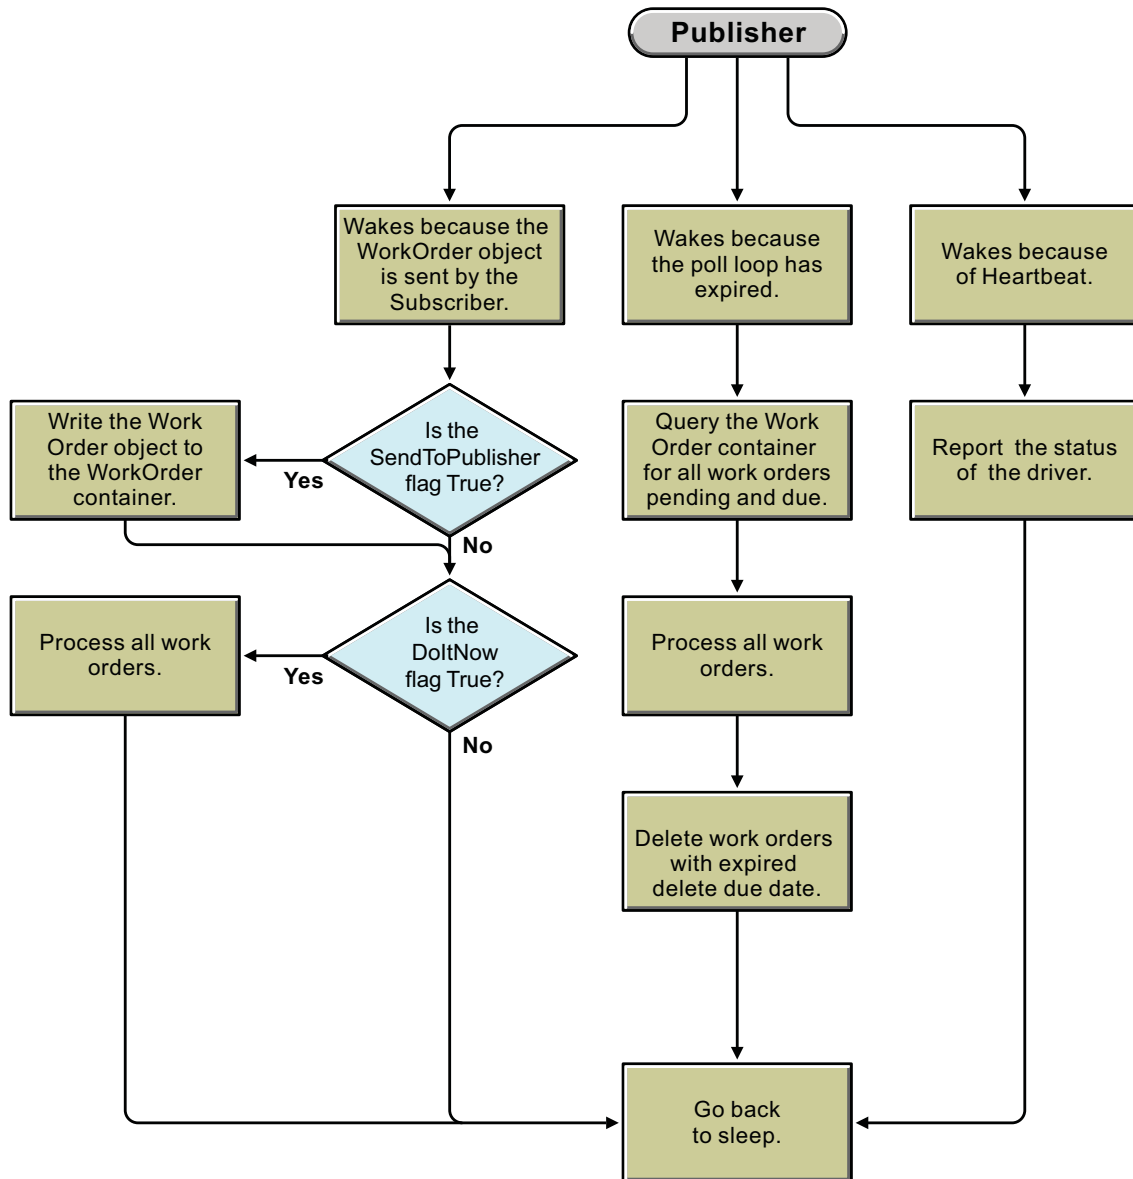 Publisher
Wakes because the
WorkOrder object
is sent by the
Subscriber.
Wakes because
the poll loop has
expired.
Wakes because
of Heartbeat.
Write the Work
Order object to
the WorkOrder
container.
Yes
Is the
SendToPublisher
flag True?
No
Query the Work
Order container
for all work orders
pending and due.
Report the status
of the driver.
Process all work
orders.
Yes
Is the
DoItNow
flag True?
No
Process all work
orders.
Delete work orders
with expired
delete due date.
Go back
to sleep.